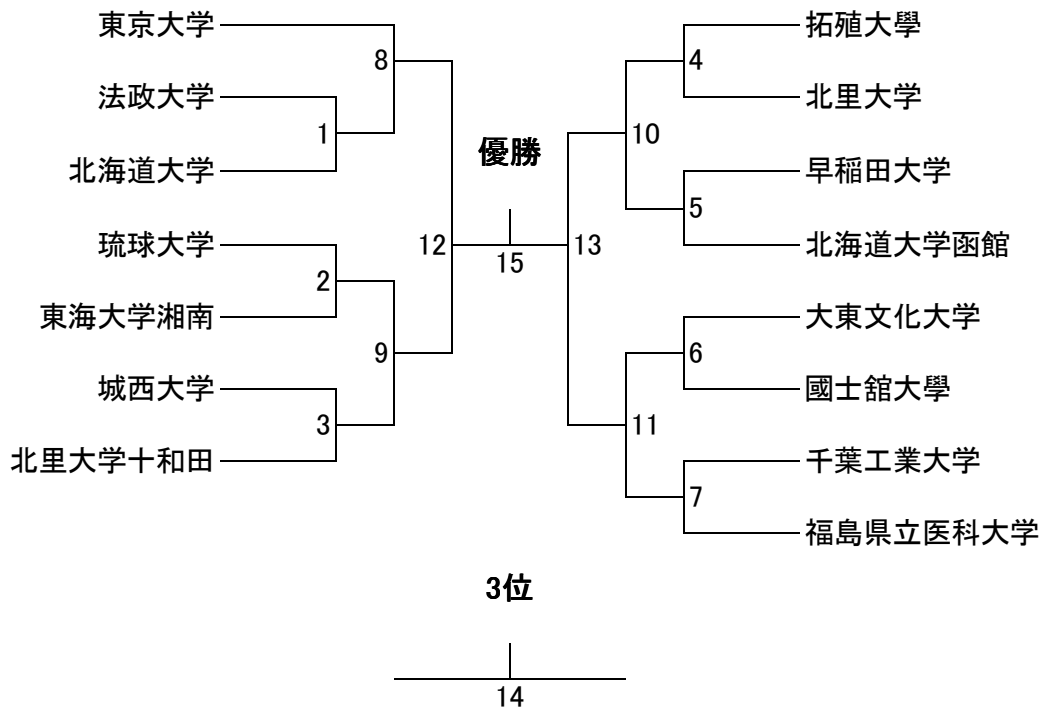 東京大学
8
法政大学
1
北海道大学
琉球大学
2
東海大学湘南
9
城西大学
3
北里大学十和田
12
優勝
15
13
拓殖大學
4
北里大学
10
早稲田大学
5
北海道大学函館
大東文化大学
6
國士舘大學
11
千葉工業大学
7
福島県立医科大学
3位
14